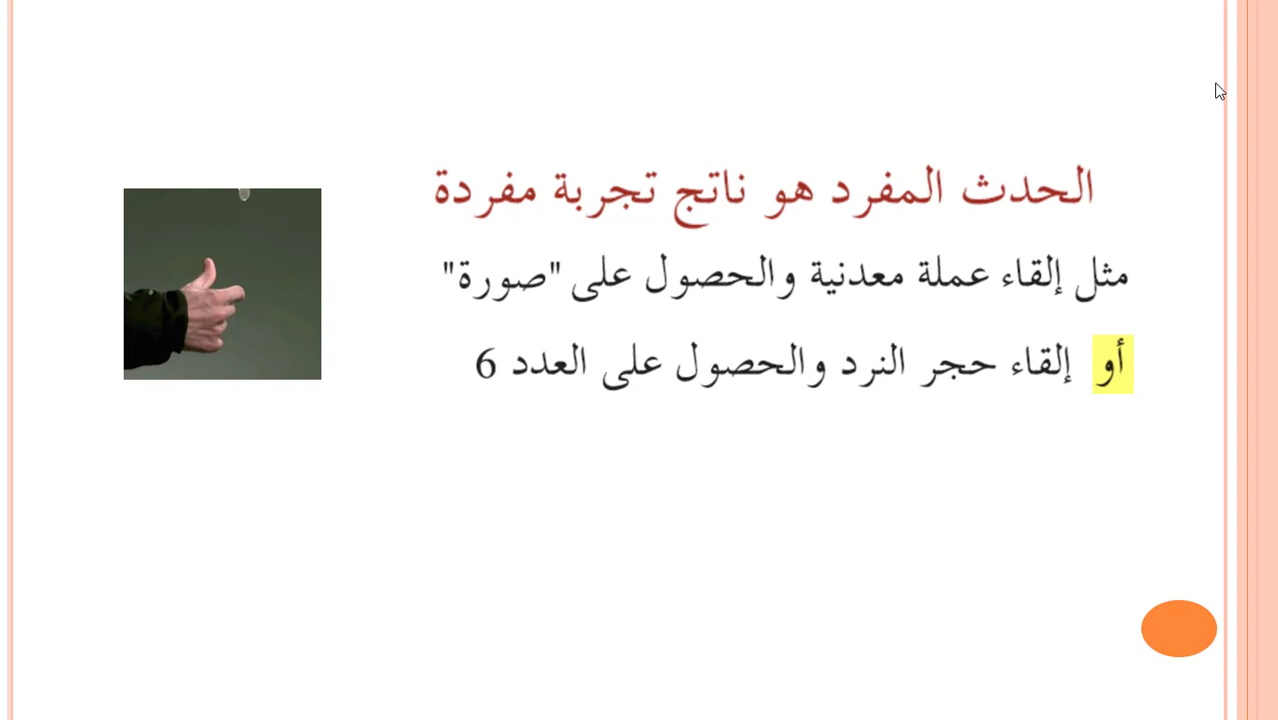 الحدث المفرد هو ناتج تجربة مفردة
مثل إلقاء عملة معدنية والحصول على "صورة"
أو إلقاء حجر النرد والحصول على العدد 6